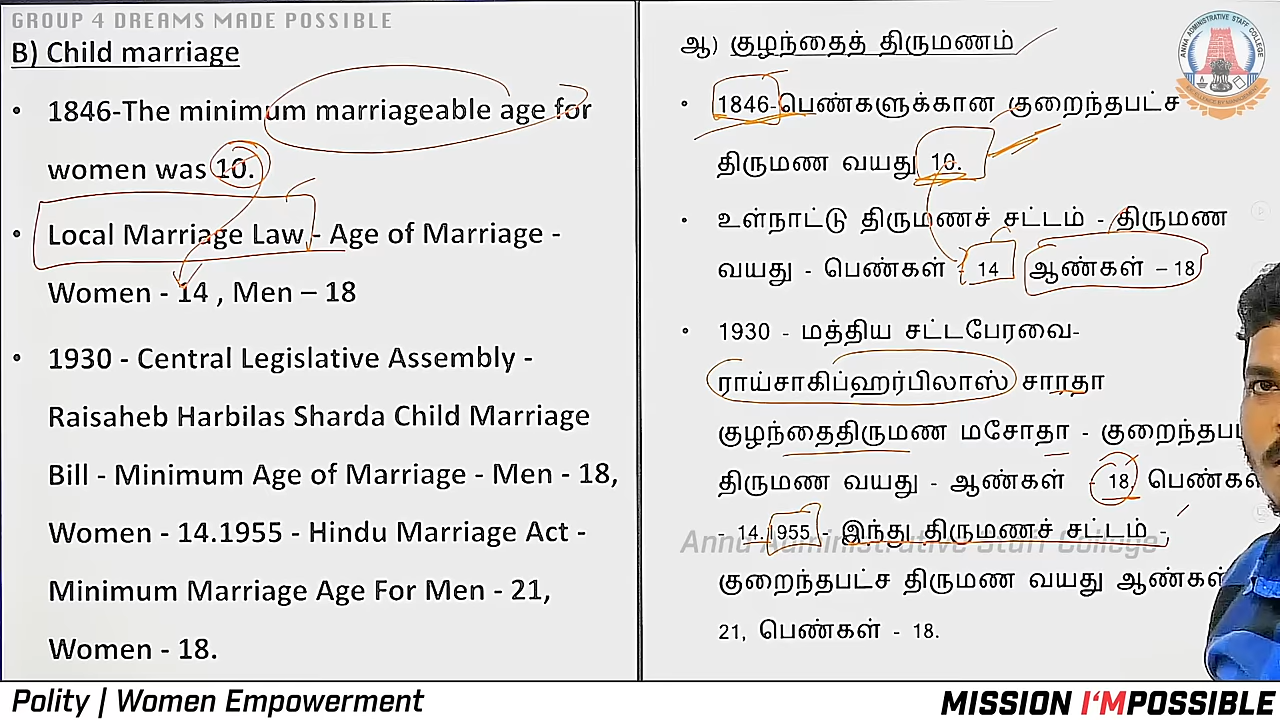 GROUP 4 DREAMS MADE POSSIBLE
B) Child marriage
• 1846-The minimum marriageable age for
women was 10.
• Local Marriage Law - Age of Marriage -
Women - 14 , Men – 18
• 1930 - Central Legislative Assembly -
Raisaheb Harbilas Sharda Child Marriage
Bill - Minimum Age of Marriage - Men - 18,
Women - 14.1955 - Hindu Marriage Act -
Minimum Marriage Age For Men - 21,
Women - 18.
ஆ) குழந்தைத் திருமணம்
• 1846-பெண்களுக்கான குறைந்தபட்ச
திருமண வயது 10.
• உள்நாட்டு திருமணச் சட்டம் - திருமண
வயது - பெண்கள் - 14 ஆண்கள் – 18
• 1930 - மத்திய சட்டபேரவை-
ராய்சாகிப்ஹர்பிலாஸ் சாரதா
குழந்தைதிருமண மசோதா -
திருமண வயது - ஆண்கள் - 18,
- 14.1955 - இந்து திருமணச் சட்டம் -
குறைந்தபட்ச திருமண வயது ஆண்கள்
21, பெண்கள் - 18.
ANNA ADMINISTRATIVE STAFF COLLEGE
Anna Administrative Staff College
Polity | Women Empowerment
MISSION I'MPOSSIBLE